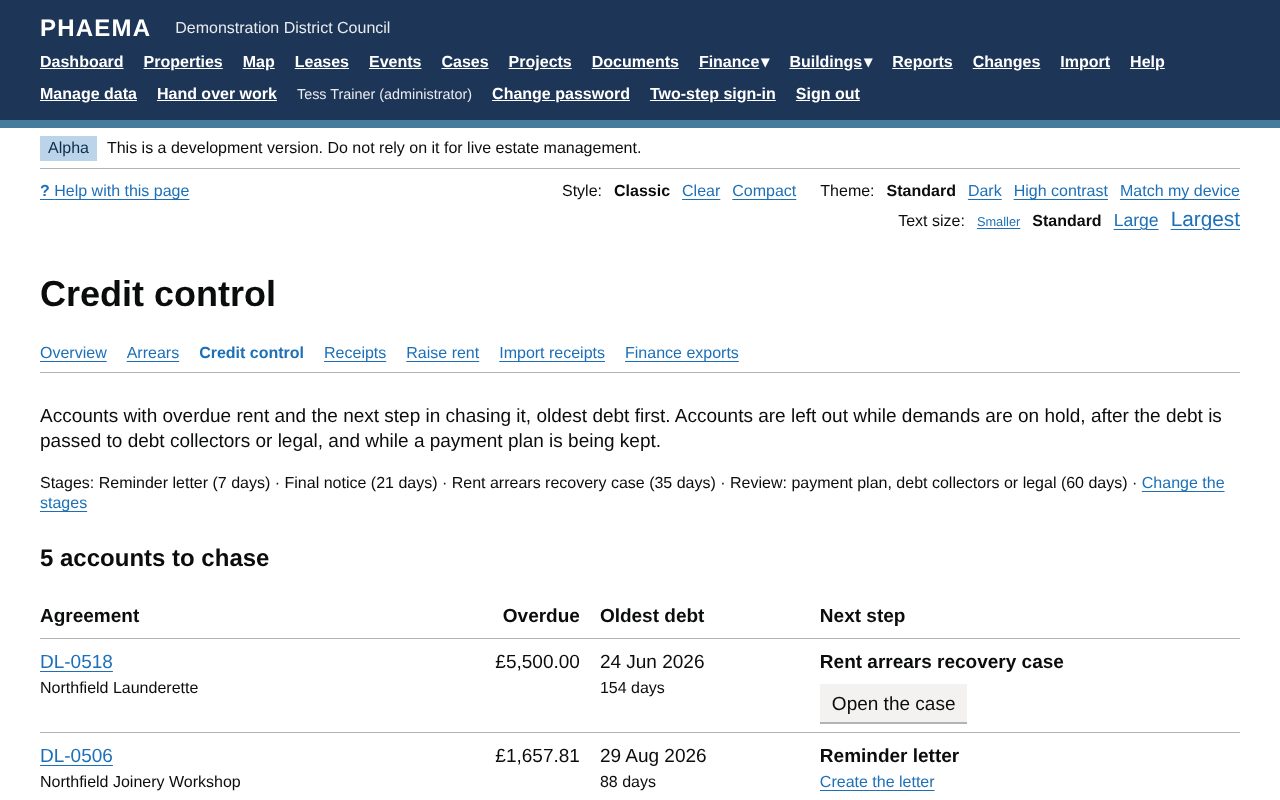 PHAEMA Demonstration District Council
Dashboard Properties Map Leases Events Cases Projects Documents Finance▾ Buildings▾ Reports Changes Import Help
Manage data Hand over work Tess Trainer (administrator) Change password Two-step sign-in Sign out
Alpha This is a development version. Do not rely on it for live estate management.
? Help with this page Style: Classic Clear Compact Theme: Standard Dark High contrast Match my device
Text size: Smaller Standard Large Largest
Credit control
Overview Arrears Credit control Receipts Raise rent Import receipts Finance exports
Accounts with overdue rent and the next step in chasing it, oldest debt first. Accounts are left out while demands are on hold, after the debt is
passed to debt collectors or legal, and while a payment plan is being kept.
Stages: Reminder letter (7 days) · Final notice (21 days) · Rent arrears recovery case (35 days) · Review: payment plan, debt collectors or legal (60 days) · Change the
stages
5 accounts to chase
Agreement Overdue Oldest debt Next step
DL-0518 £5,500.00 24 Jun 2026 Rent arrears recovery case
Northfield Launderette 154 days
Open the case
DL-0506 £1,657.81 29 Aug 2026 Reminder letter
Northfield Joinery Workshop 88 days Create the letter